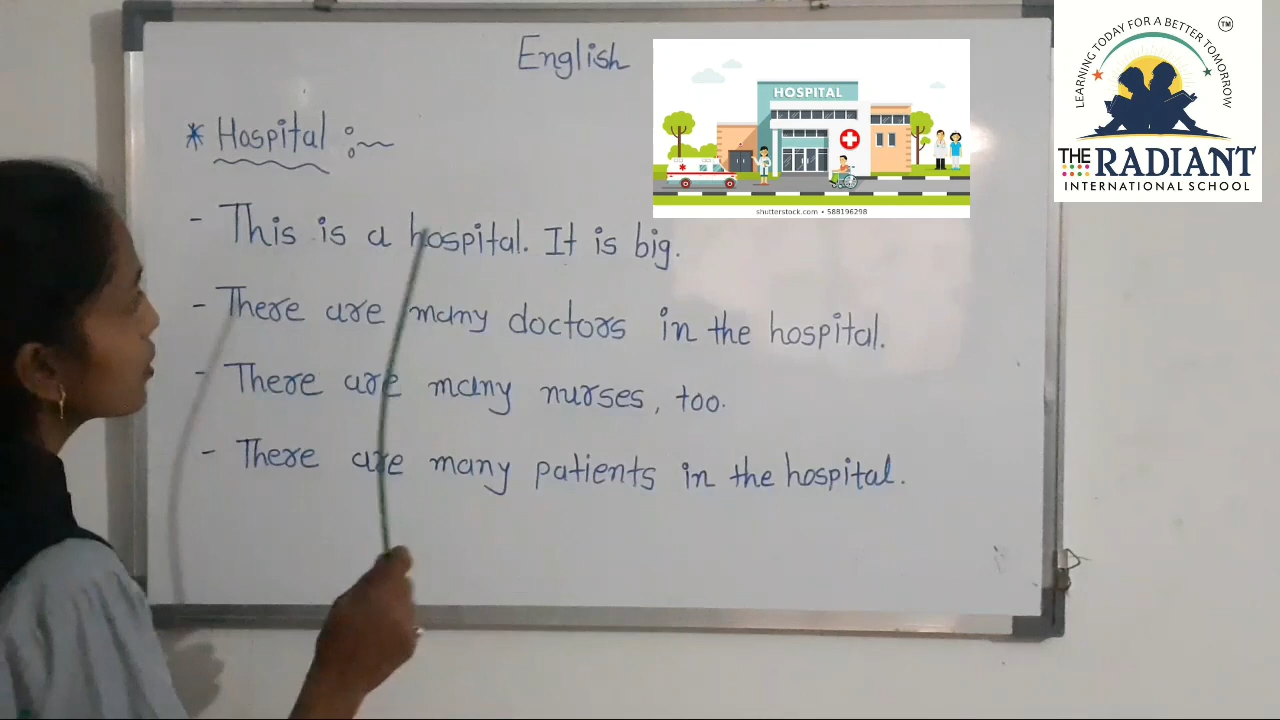 English
* Hospital :~
- This is a hospital. It is big.
- There are many doctors in the hospital.
- There are many nurses, too.
- There are many patients in the hospital.
HOSPITAL
shutterstock.com • 588196298
LEARNING TODAY FOR A BETTER TOMORROW
TM
THE RADIANT
INTERNATIONAL SCHOOL